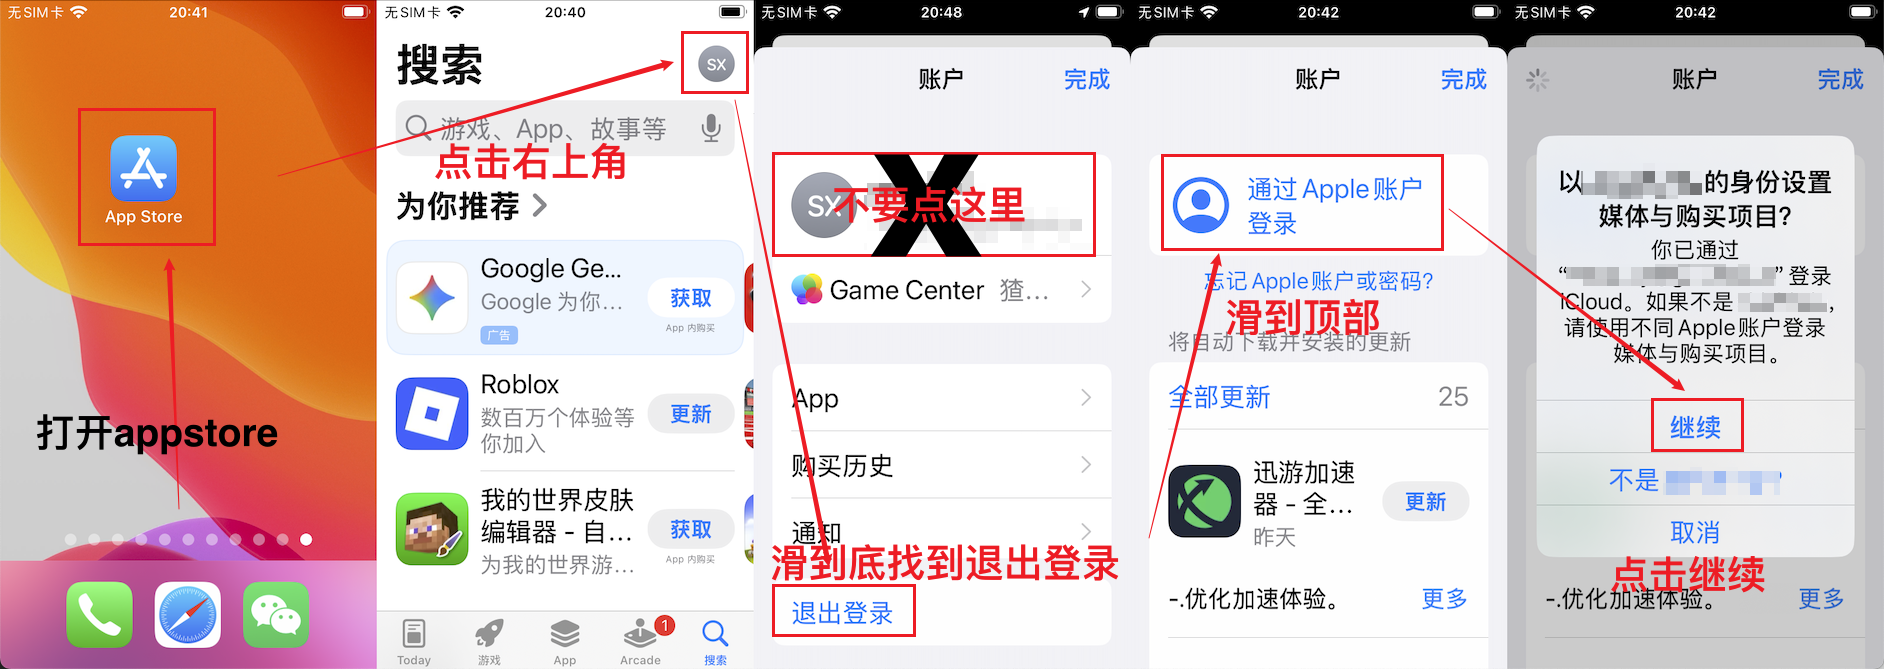 无SIM卡
20:41
App Store
打开appstore
无SIM卡
20:40
搜索
SX
游戏、App、故事等
点击右上角
为你推荐
Google Ge...
Google 为你...
广告
获取
App 内购买
Roblox
数百万个体验等
你加入
更新
我的世界皮肤
编辑器 - 自...
为我的世界游...
获取
App 内购买
Today
游戏
App
Arcade
1
搜索
无SIM卡
20:48
账户
完成
SX
不要点这里
X
Game Center
猹...
App
购买历史
通知
滑到底找到退出登录
退出登录
无SIM卡
20:42
账户
完成
通过Apple账户
登录
忘记Apple账户或密码?
滑到顶部
将自动下载并安装的更新
全部更新
25
迅游加速
器 - 全...
昨天
更新
-.优化加速体验。
更多
无SIM卡
20:42
账户
完成
以的身份设置
媒体与购买项目?
你已通过
“”登录
iCloud。如果不是,
请使用不同Apple账户登录
媒体与购买项目。
继续
不是?
取消
点击继续
-.优化加速体验。
更多